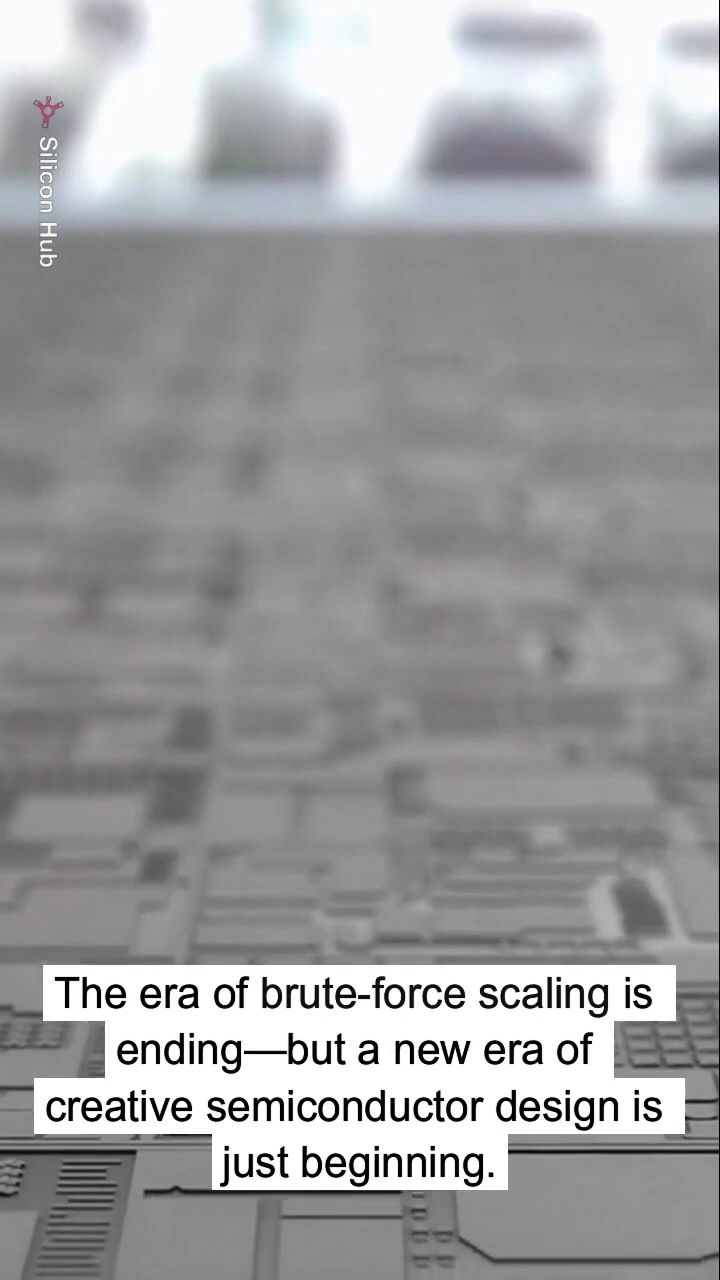 Silicon Hub
The era of brute-force scaling is
ending—but a new era of
creative semiconductor design is
just beginning.